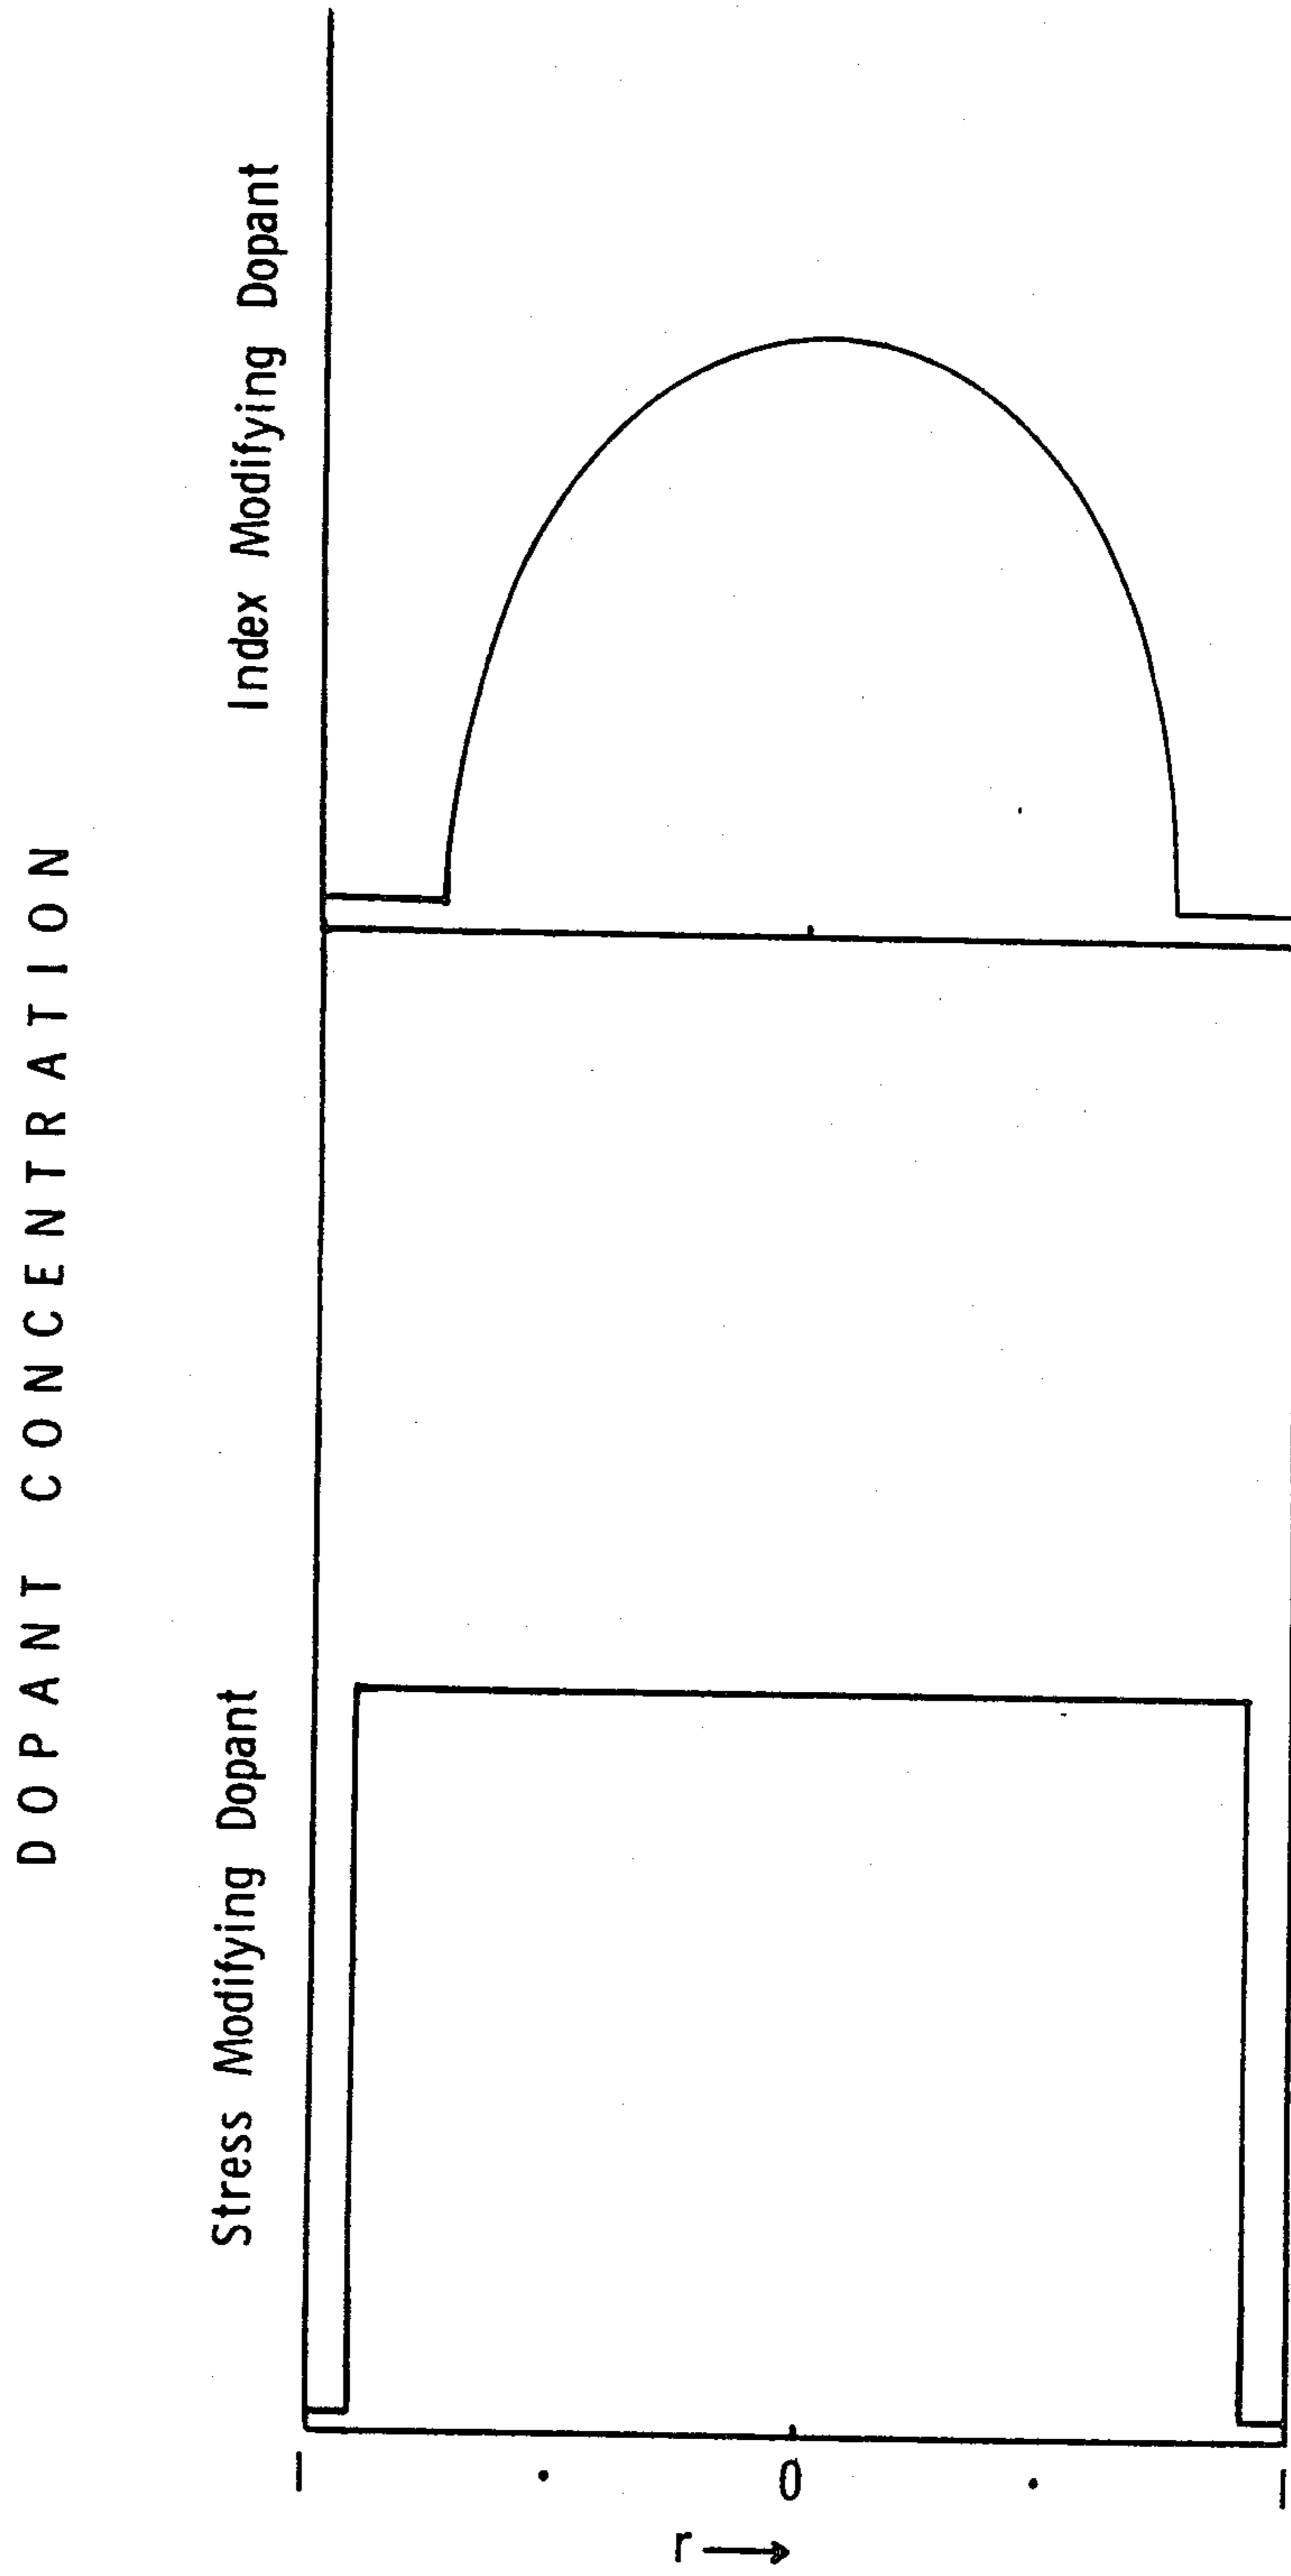 DOPANT CONCENTRATION
Index Modifying Dopant
Stress Modifying Dopant
1 0 1
r →